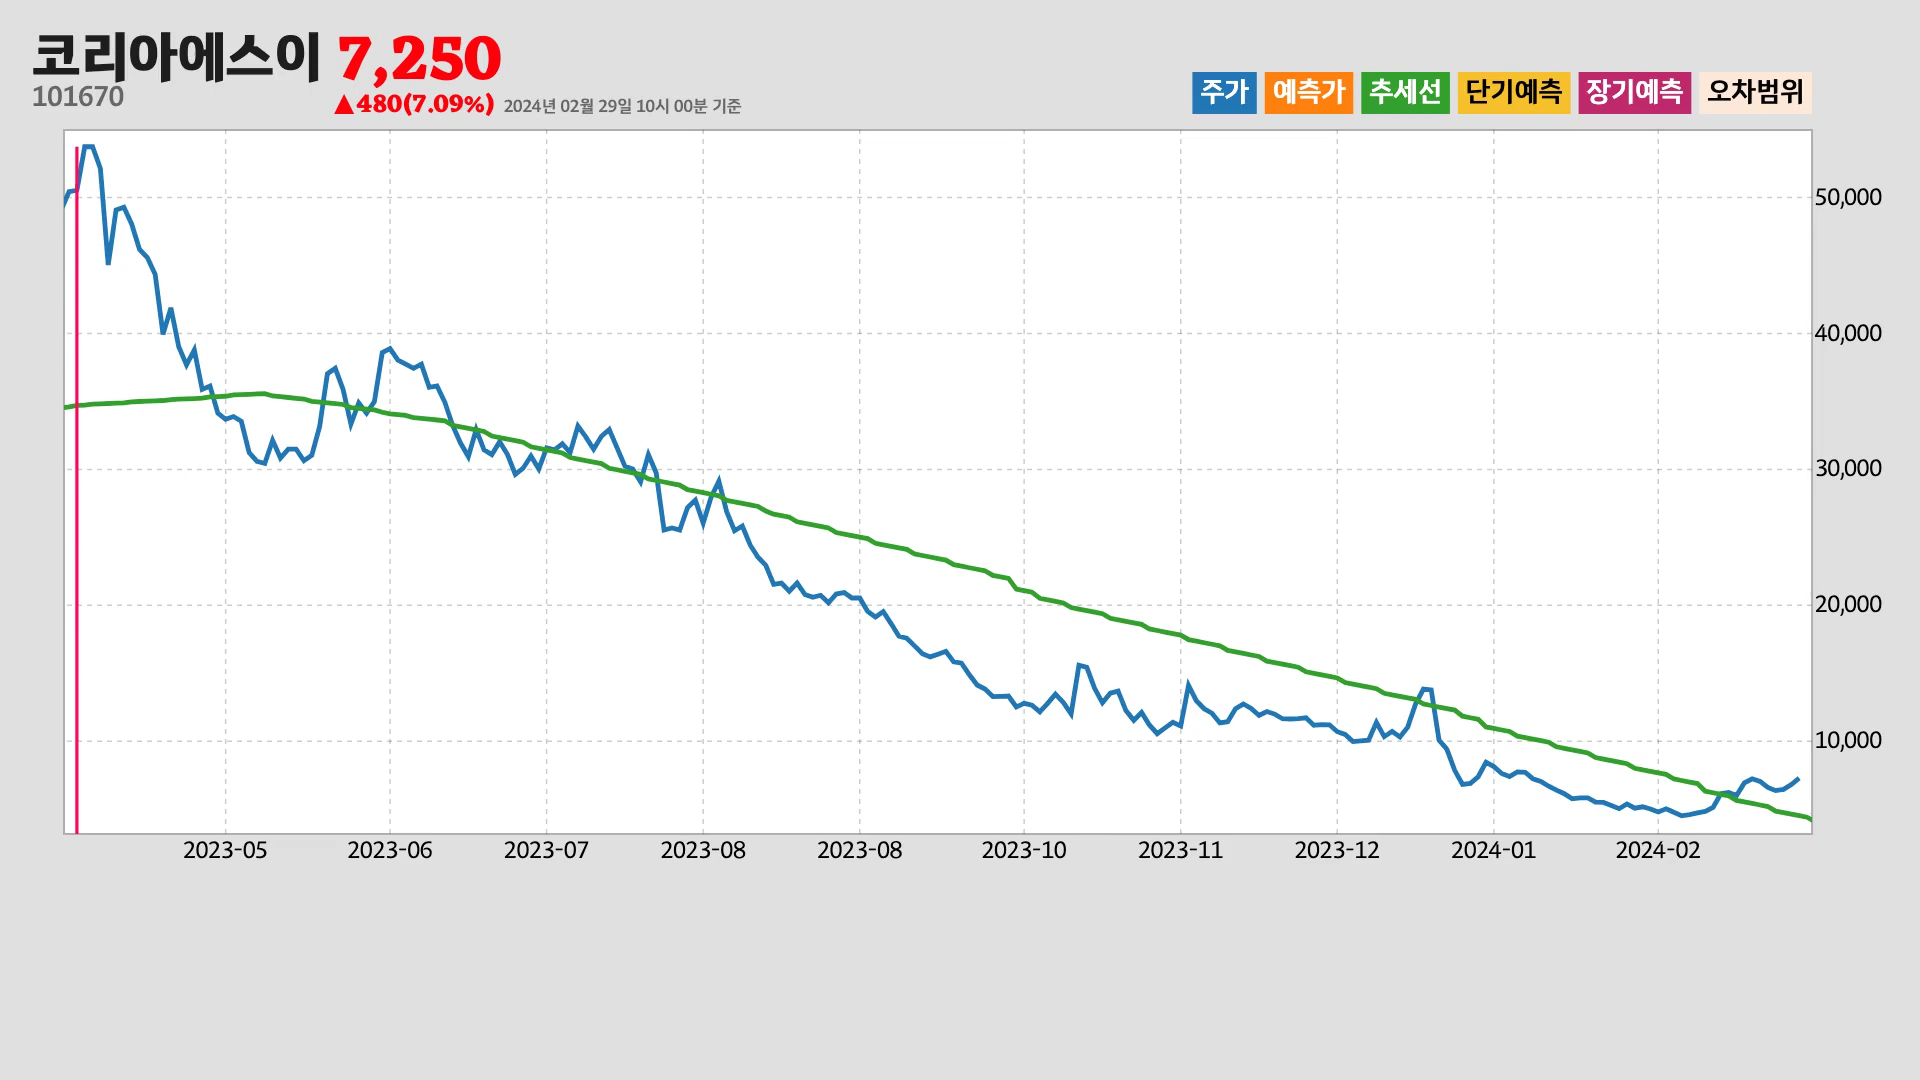 코리아에스이 7,250
101670
▲480(7.09%) 2024년 02월 29일 10시 00분 기준
주가 예측가 추세선 단기예측 장기예측 오차범위
50,000
40,000
30,000
20,000
10,000
2023-05 2023-06 2023-07 2023-08 2023-08 2023-10 2023-11 2023-12 2024-01 2024-02